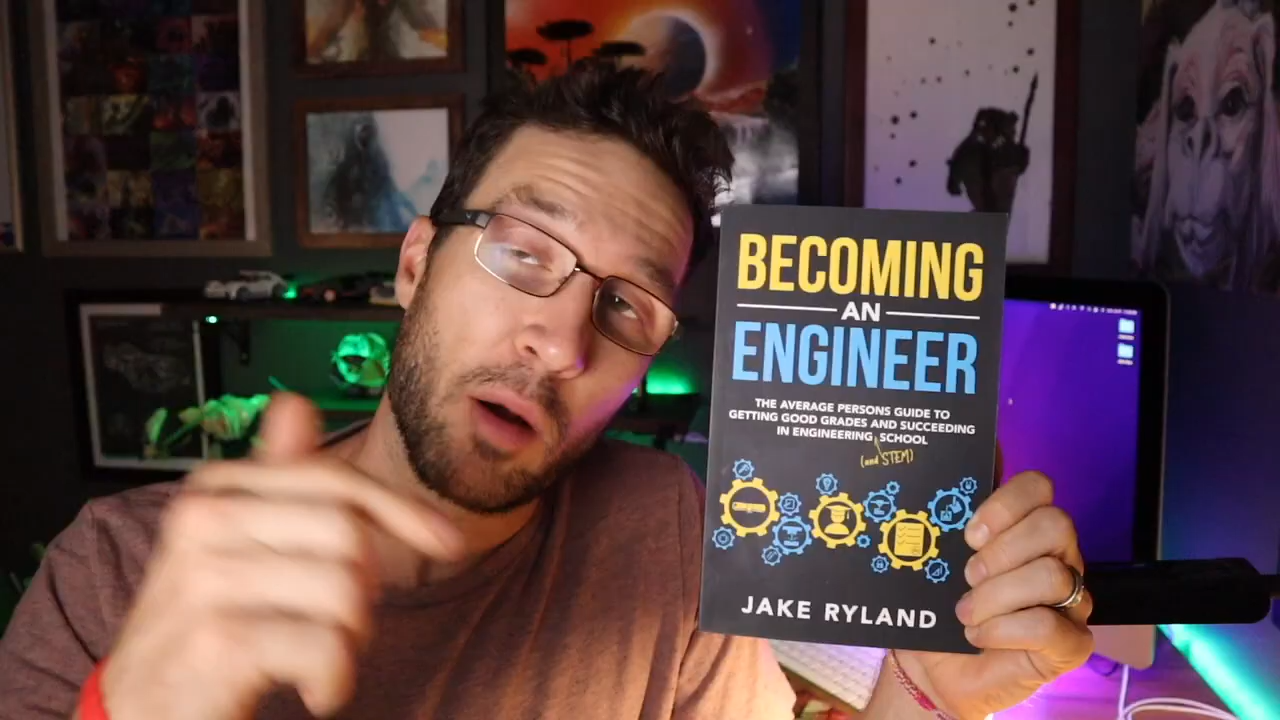 BECOMING
AN
ENGINEER
THE AVERAGE PERSONS GUIDE TO
GETTING GOOD GRADES AND SUCCEEDING
IN ENGINEERING SCHOOL
(and STEM)
JAKE RYLAND